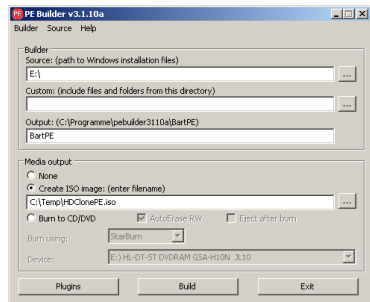 PE Builder v3.1.10a
Builder Source Help
Builder
Source: (path to Windows installation files)
E:\
...
Custom: (include files and folders from this directory)
...
Output: (C:\Programme\pebuilder3110a\BartPE)
BartPE
Media output
None
Create ISO image: (enter filename)
C:\Temp\HDClonePE.iso
...
Burn to CD/DVD AutoErase RW Eject after burn
Burn using: StarBurn
Device: E:) HL-DT-ST DVDRAM GSA-H10N JL10
Plugins Build Exit